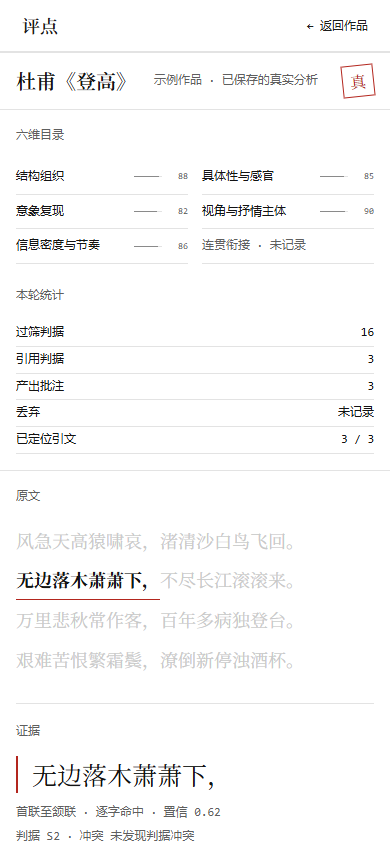 评点 ← 返回作品
杜甫《登高》 示例作品 · 已保存的真实分析 真
六维目录
结构组织 88 具体性与感官 85
意象复现 82 视角与抒情主体 90
信息密度与节奏 86 连贯衔接 · 未记录
本轮统计
过筛判据 16
引用判据 3
产出批注 3
丢弃 未记录
已定位引文 3 / 3
原文
风急天高猿啸哀，渚清沙白鸟飞回。
无边落木萧萧下，不尽长江滚滚来。
万里悲秋常作客，百年多病独登台。
艰难苦恨繁霜鬓，潦倒新停浊酒杯。
证据
无边落木萧萧下，
首联至颔联 · 逐字命中 · 置信 0.62
判据 S2 · 冲突 未发现判据冲突